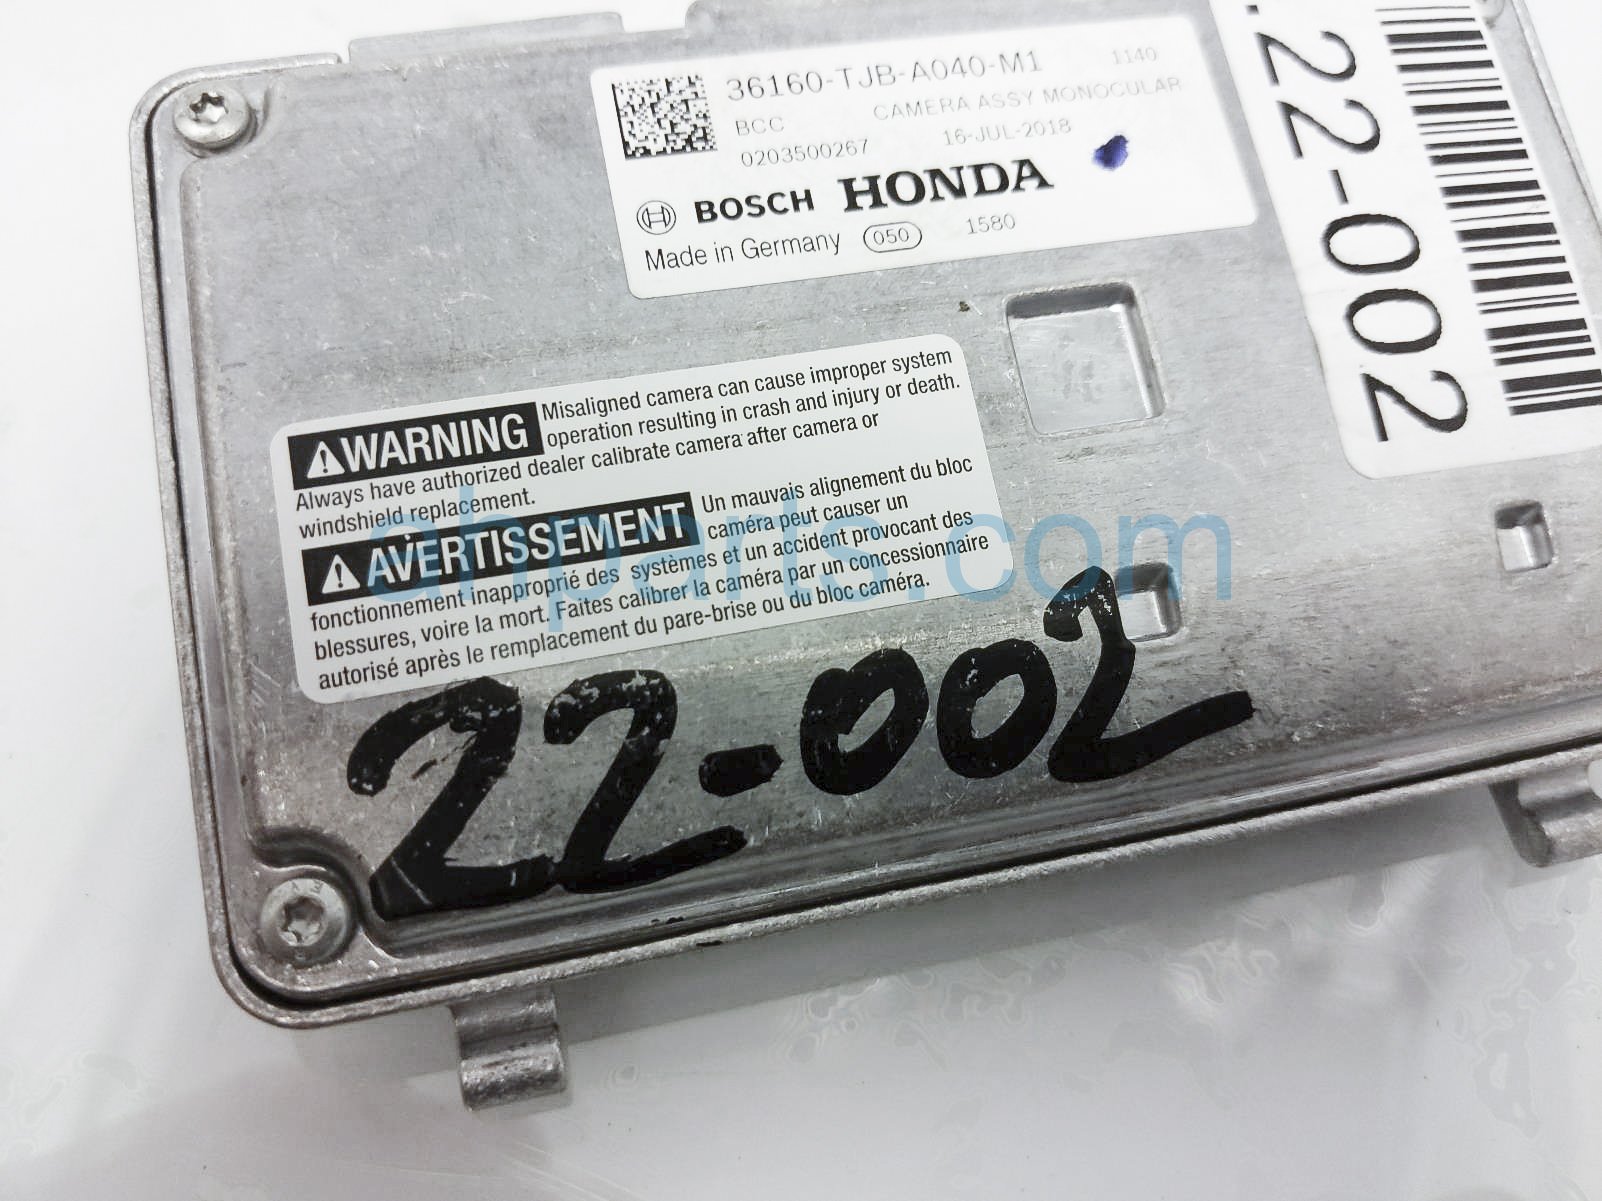 36160-TJB-A040-M1 1140
CAMERA ASSY MONOCULAR
BCC
0203500267 16-JUL-2018
BOSCH HONDA
Made in Germany 050 1580
.22-002
WARNING Misaligned camera can cause improper system
operation resulting in crash and injury or death.
Always have authorized dealer calibrate camera after camera or
windshield replacement.
AVERTISSEMENT Un mauvais alignement du bloc
caméra peut causer un
fonctionnement inapproprié des systèmes et un accident provocant des
blessures, voire la mort. Faites calibrer la caméra par un concessionnaire
autorisé après le remplacement du pare-brise ou du bloc caméra.
ahparts.com
22-002